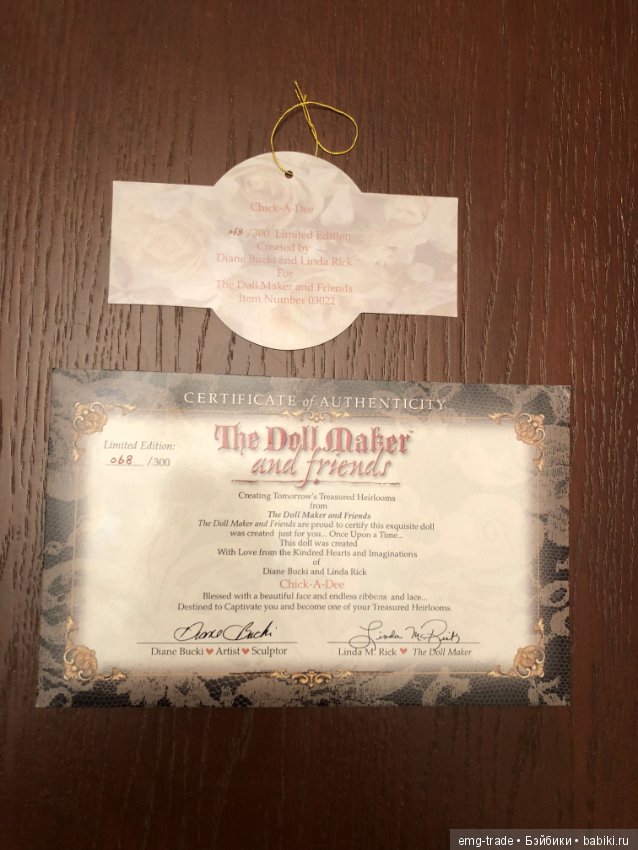 Chick-A-Dee
068 / 300 Limited Edition
Created by
Diane Bucki and Linda Rick
For
The Doll Maker and Friends
Item Number 03022
CERTIFICATE of AUTHENTICITY
Limited Edition:
068 /300
The Doll Maker™
and friends
Creating Tomorrow's Treasured Heirlooms
from
The Doll Maker and Friends
The Doll Maker and Friends are proud to certify this exquisite doll
was created just for you... Once Upon a Time...
This doll was created
With Love from the Kindred Hearts and Imaginations
of
Diane Bucki and Linda Rick
Chick-A-Dee
Blessed with a beautiful face and endless ribbons and lace...
Destined to Captivate you and become one of your Treasured Heirlooms.
Diane Bucki Linda M. Rick
Diane Bucki ♥ Artist ♥ Sculptor Linda M. Rick ♥ The Doll Maker
emg-trade • Бэйбики • babiki.ru